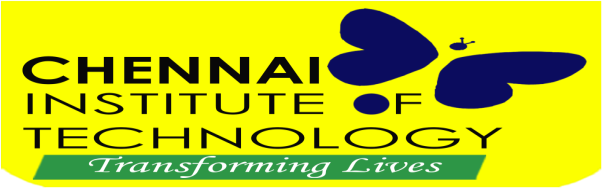 CHENNAI
INSTITUTE OF
TECHNOLOGY
Transforming Lives